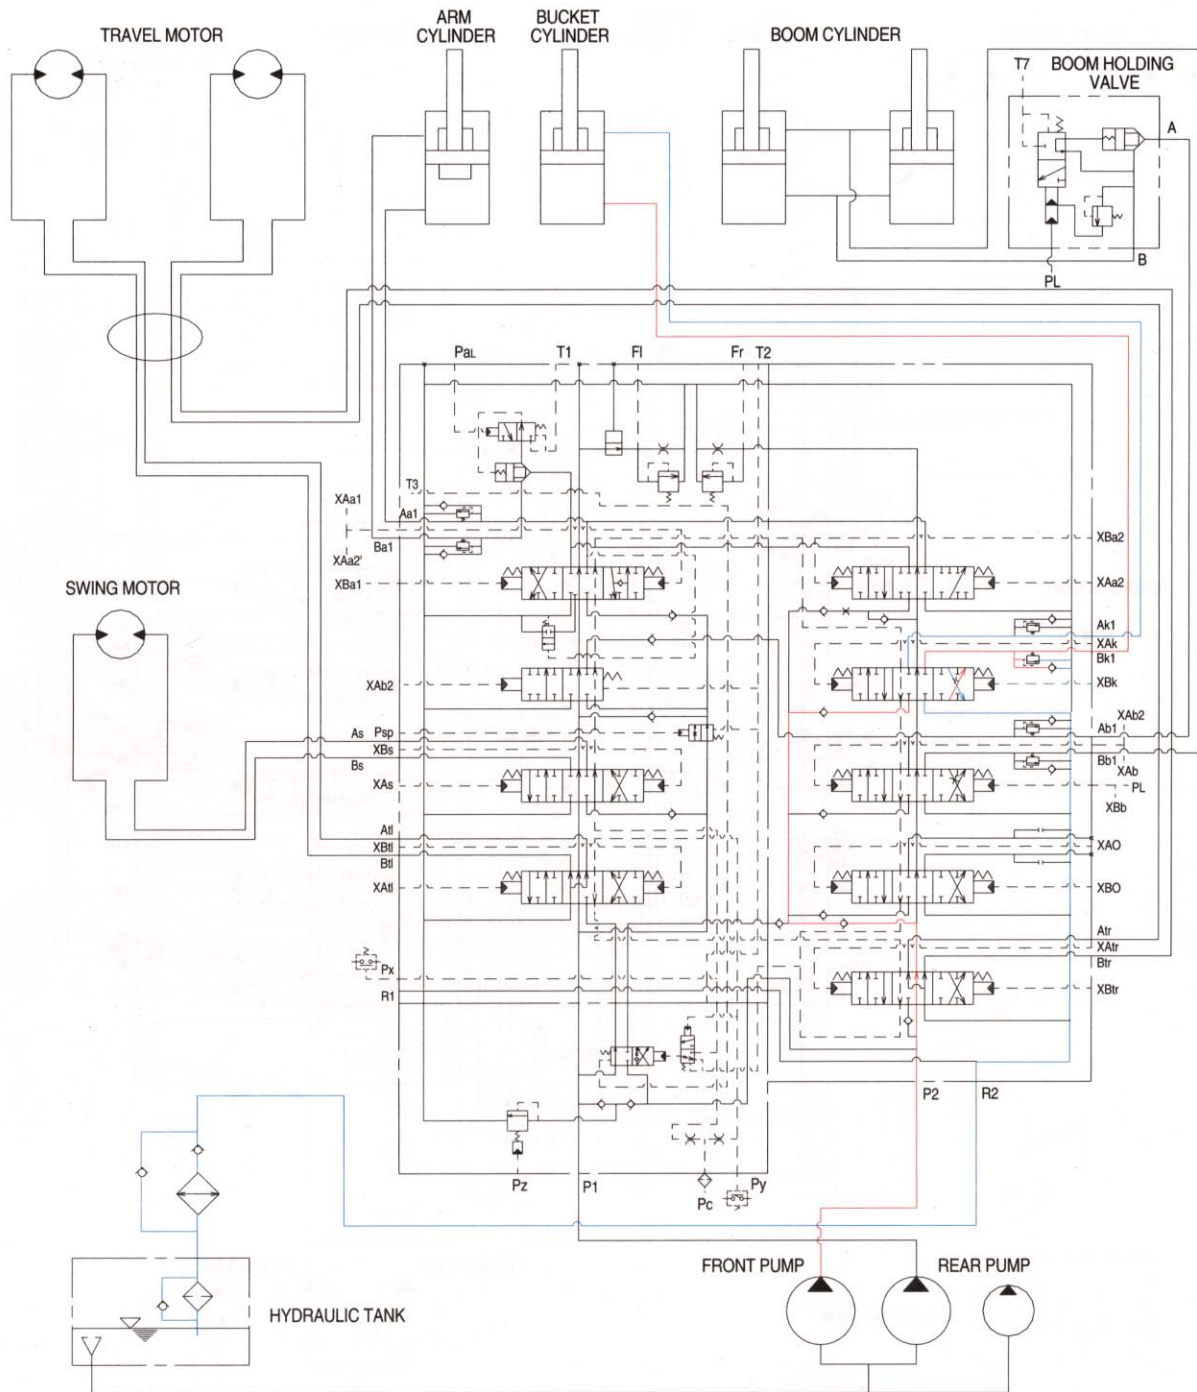 ARM
CYLINDER
BUCKET
CYLINDER
TRAVEL MOTOR
BOOM CYLINDER
T7
BOOM HOLDING
VALVE
A
B
PL
PaL
T1
Fl
Fr
T2
T3
XAa1
Aa1
Ba1
XAa2'
XBa1
XBa2
XAa2
SWING MOTOR
Ak1
XAk
Bk1
XBk
XAb2
As
Psp
XBs
Bs
XAs
XAb2
Ab1
Bb1
XAb
PL
XBb
Atl
XBtl
Btl
XAtl
XAO
XBO
Atr
XAtr
Btr
XBtr
Px
R1
P2
R2
Pz
P1
Pc
Py
FRONT PUMP
REAR PUMP
HYDRAULIC TANK